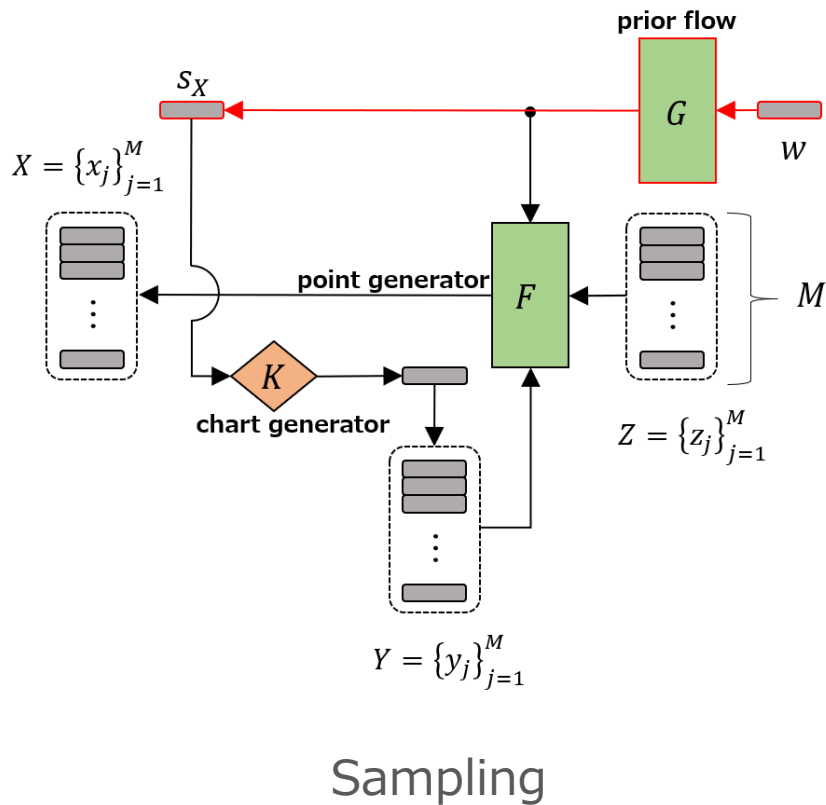 prior flow
s_X
G
w
X = {x_j}_{j=1}^M
point generator
F
M
K
chart generator
Z = {z_j}_{j=1}^M
Y = {y_j}_{j=1}^M
Sampling